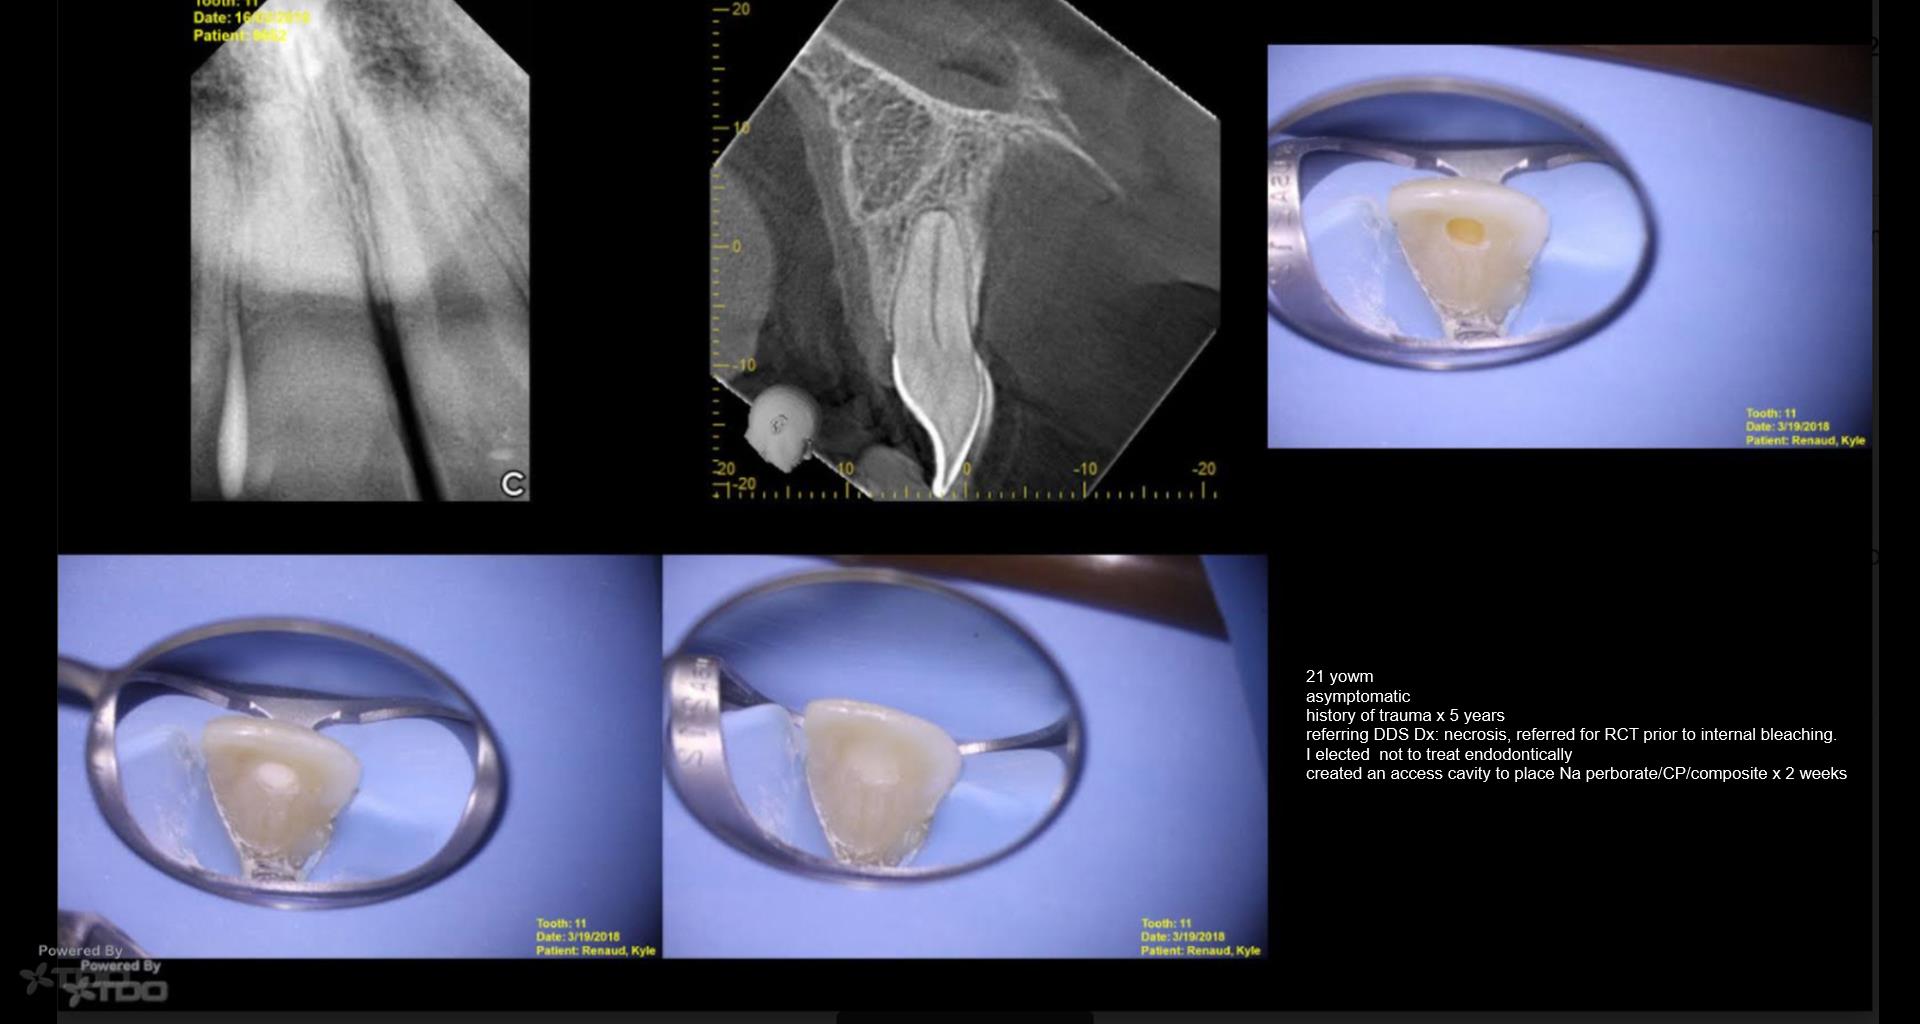 Tooth: 11
Date: 16
Patient:
C
20
10
0
-10
-20
20
10
0
-10
-20
Tooth: 11
Date: 3/19/2018
Patient: Renaud, Kyle
21 yowm
asymptomatic
history of trauma x 5 years
referring DDS Dx: necrosis, referred for RCT prior to internal bleaching.
I elected  not to treat endodontically
created an access cavity to place Na perborate/CP/composite x 2 weeks
Tooth: 11
Date: 3/19/2018
Patient: Renaud, Kyle
Tooth: 11
Date: 3/19/2018
Patient: Renaud, Kyle
Powered By
Powered By
TDO